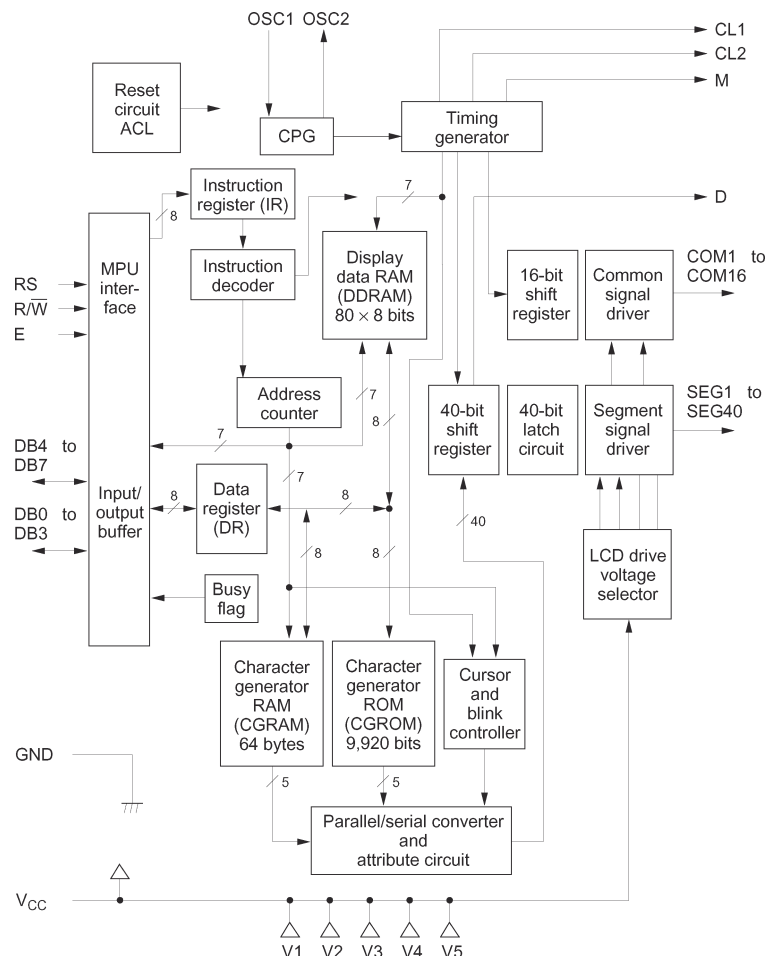 OSC1 OSC2
CL1
CL2
M
Reset
circuit
ACL
CPG
Timing
generator
Instruction
register (IR)
8
7
D
MPU
inter-
face
Instruction
decoder
Display
data RAM
(DDRAM)
80 × 8 bits
16-bit
shift
register
Common
signal
driver
COM1 to
COM16
RS
R/W̅
E
Address
counter
7
8
40-bit
shift
register
40-bit
latch
circuit
Segment
signal
driver
SEG1 to
SEG40
DB4 to
DB7
7
7
Input/
output
buffer
8
Data
register
(DR)
8
DB0 to
DB3
8
8
40
LCD drive
voltage
selector
Busy
flag
Character
generator
RAM
(CGRAM)
64 bytes
Character
generator
ROM
(CGROM)
9,920 bits
Cursor
and
blink
controller
GND
5
5
Parallel/serial converter
and
attribute circuit
VCC
V1 V2 V3 V4 V5